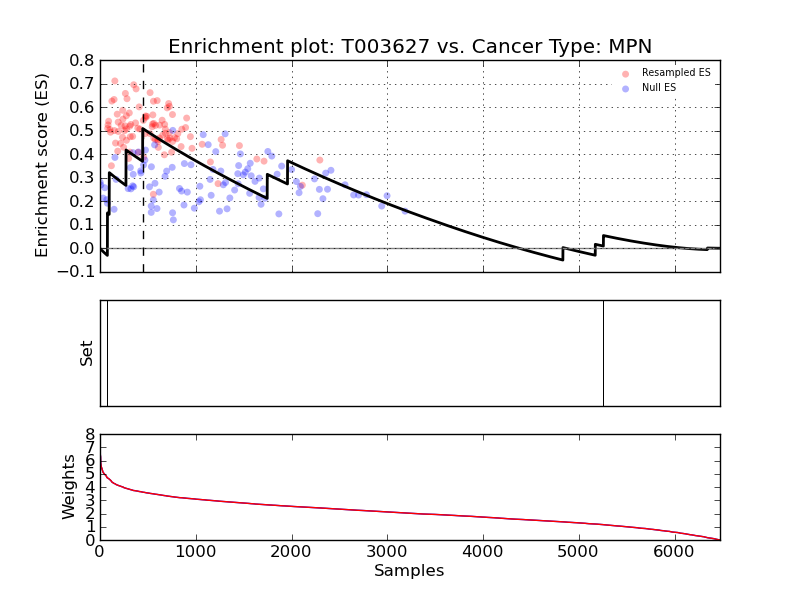 Enrichment plot: T003627 vs. Cancer Type: MPN
Enrichment score (ES)
0.8
0.7
0.6
0.5
0.4
0.3
0.2
0.1
0.0
−0.1
Resampled ES
Null ES
Set
Weights
8
7
6
5
4
3
2
1
0
0 1000 2000 3000 4000 5000 6000
Samples